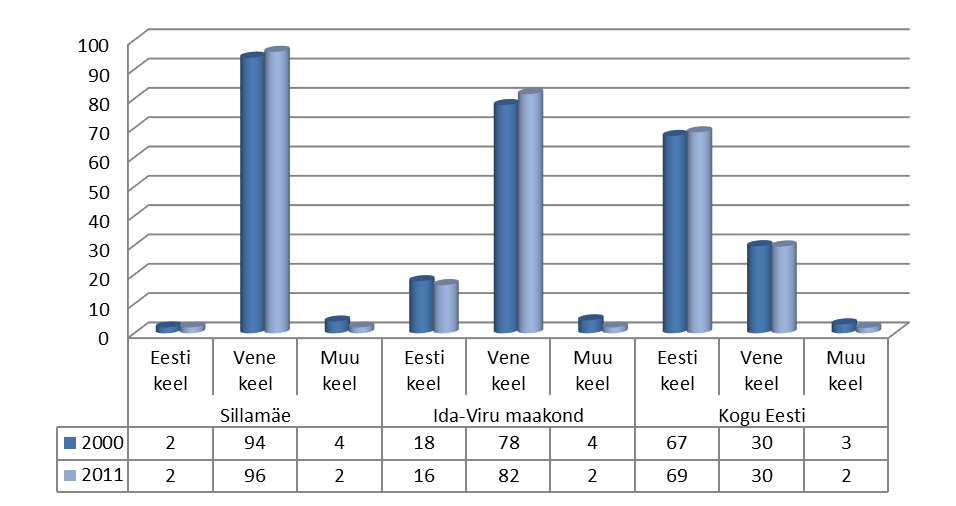 100
90
80
70
60
50
40
30
20
10
0
Eesti Vene Muu Eesti Vene Muu Eesti Vene Muu
keel keel keel keel keel keel keel keel keel
Sillamäe Ida-Viru maakond Kogu Eesti
2000 2 94 4 18 78 4 67 30 3
2011 2 96 2 16 82 2 69 30 2